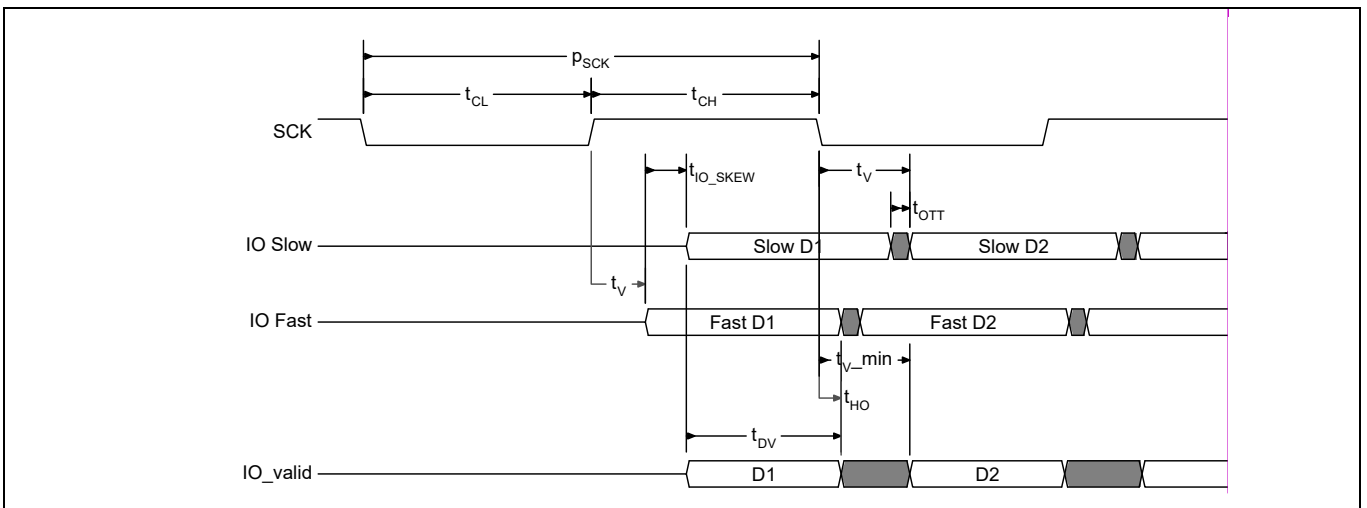 pSCK
tCL tCH
SCK
tIO_SKEW tV
tOTT
IO Slow Slow D1 Slow D2
tV
IO Fast Fast D1 Fast D2
tV_min
tHO
tDV
IO_valid D1 D2